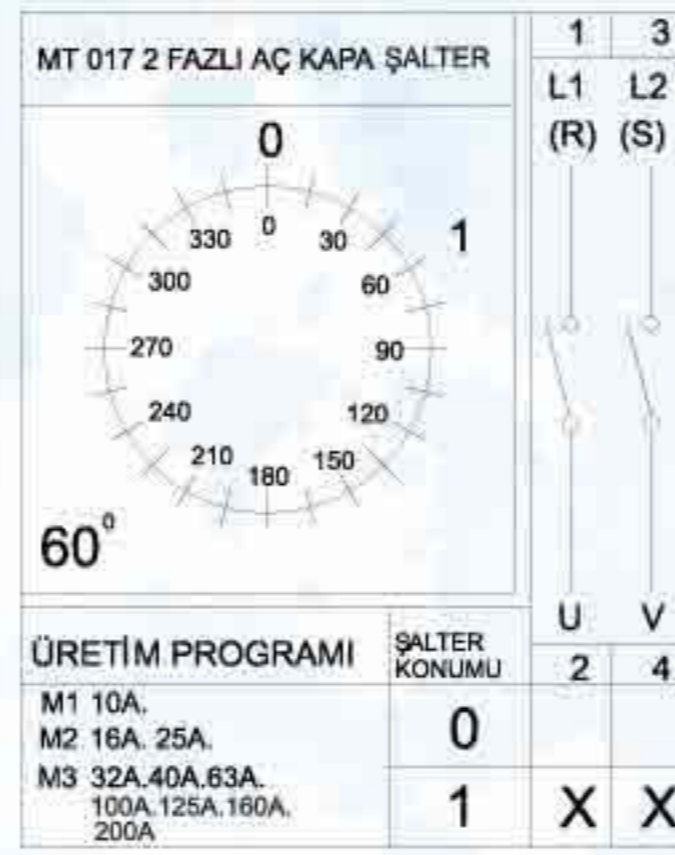 MT 017 2 FAZLI AÇ KAPA ŞALTER
1 3
L1 L2
(R) (S)
0
1
0
30
60
90
120
150
180
210
240
270
300
330
60⁰
U V
2 4
ÜRETİM PROGRAMI
ŞALTER
KONUMU
M1 10A.
M2 16A. 25A.
M3 32A.40A.63A.
100A.125A.160A.
200A
0
1 X X